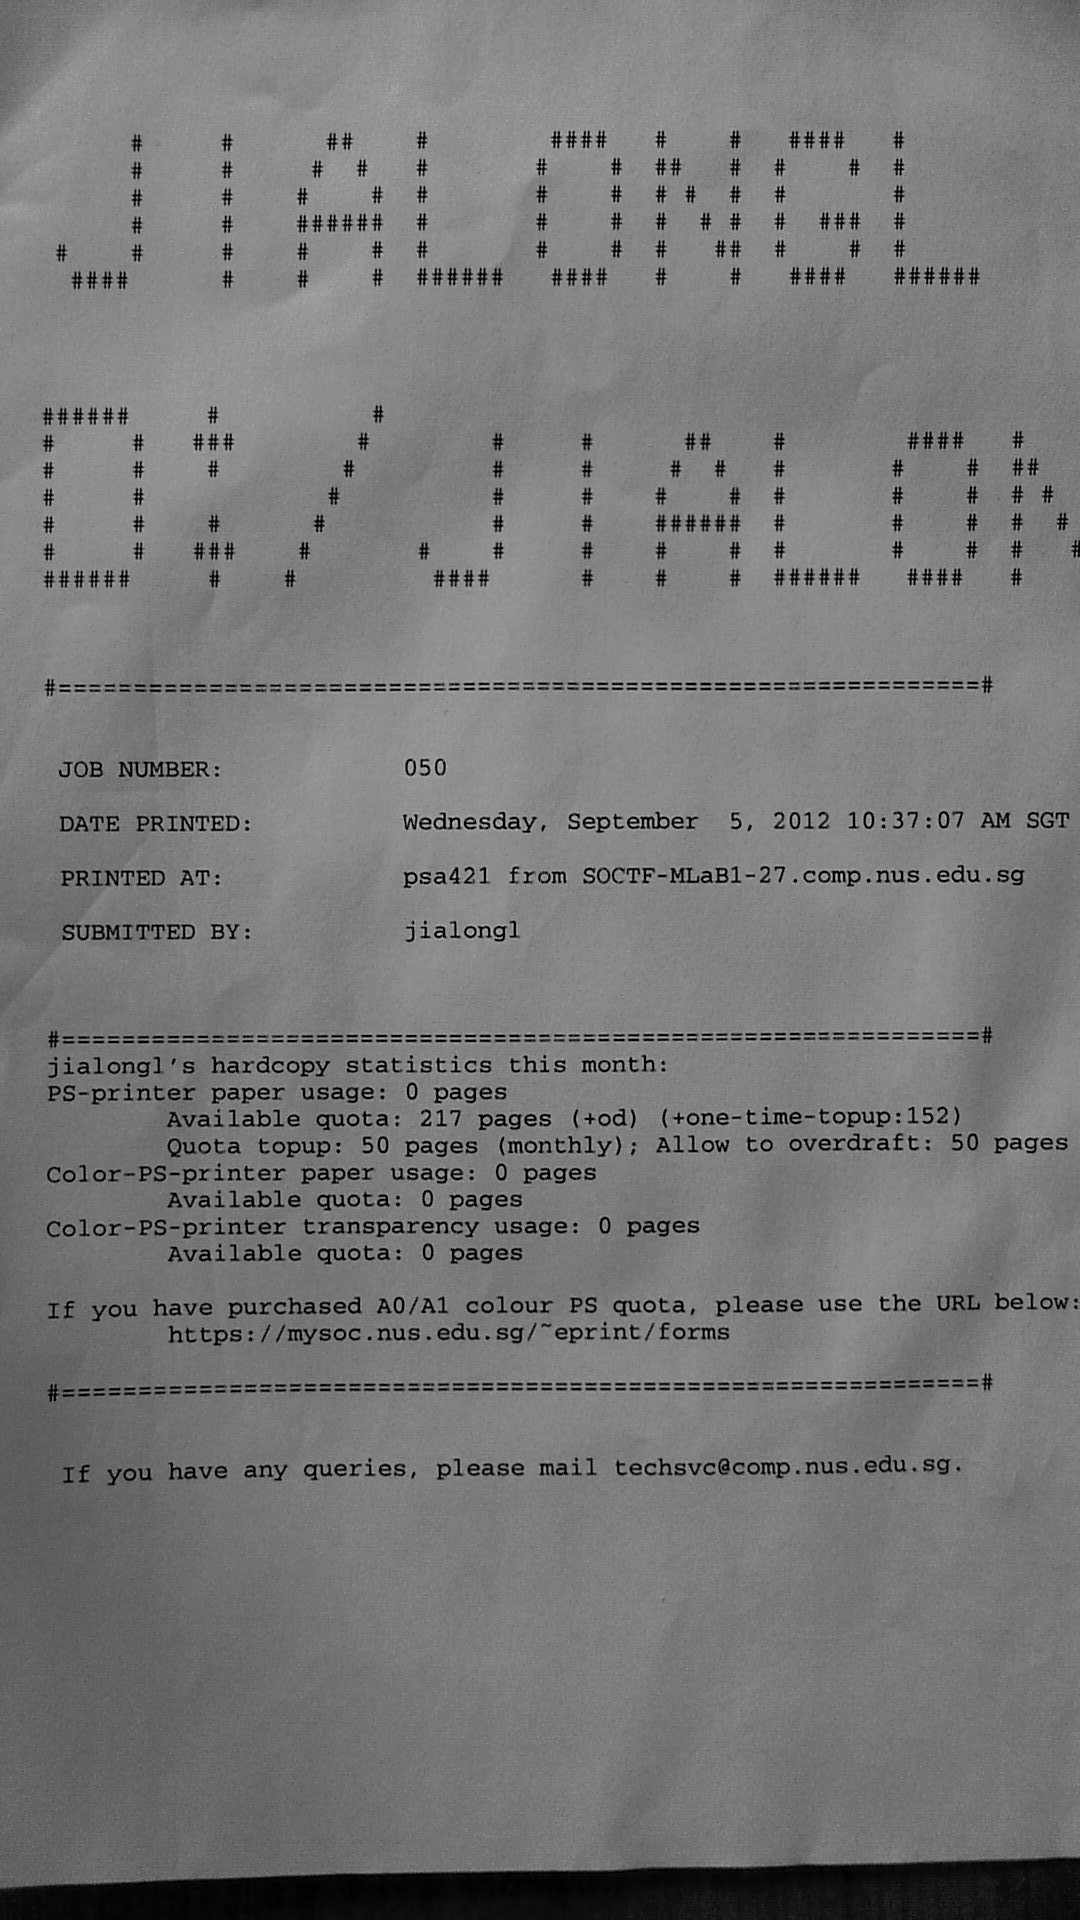 JIALONGL
D:/JIALON
#==============================================================#
JOB NUMBER: 050
DATE PRINTED: Wednesday, September  5, 2012 10:37:07 AM SGT
PRINTED AT: psa421 from SOCTF-MLaB1-27.comp.nus.edu.sg
SUBMITTED BY: jialongl
#==============================================================#
jialongl's hardcopy statistics this month:
PS-printer paper usage: 0 pages
Available quota: 217 pages (+od) (+one-time-topup:152)
Quota topup: 50 pages (monthly); Allow to overdraft: 50 pages
Color-PS-printer paper usage: 0 pages
Available quota: 0 pages
Color-PS-printer transparency usage: 0 pages
Available quota: 0 pages
If you have purchased A0/A1 colour PS quota, please use the URL below:
https://mysoc.nus.edu.sg/~eprint/forms
#==============================================================#
If you have any queries, please mail techsvc@comp.nus.edu.sg.